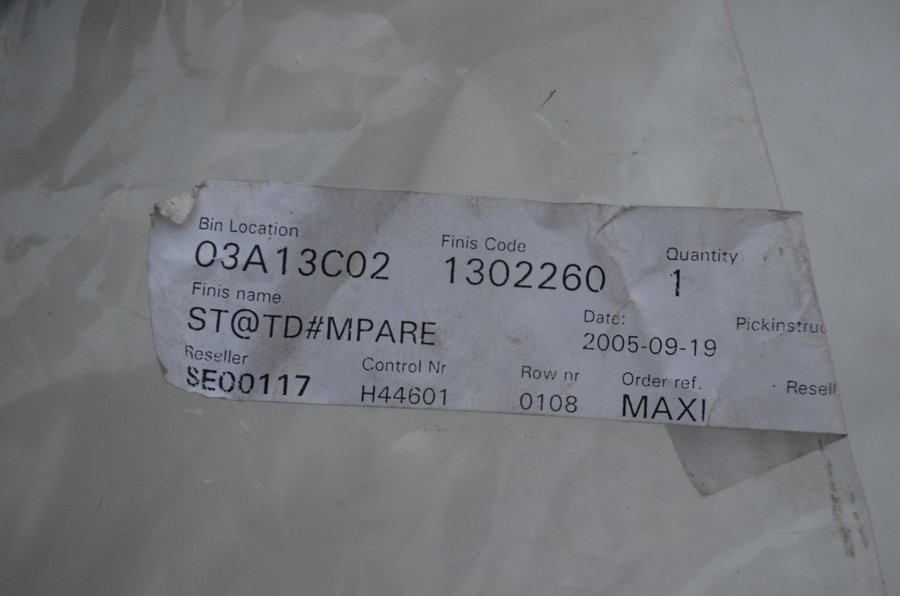 Bin Location Finis Code Quantity
03A13C02 1302260 1
Finis name Date: Pickinstruc
ST@TD#MPARE 2005-09-19
Reseller Control Nr Row nr Order ref. Resell
SE00117 H44601 0108 MAXI